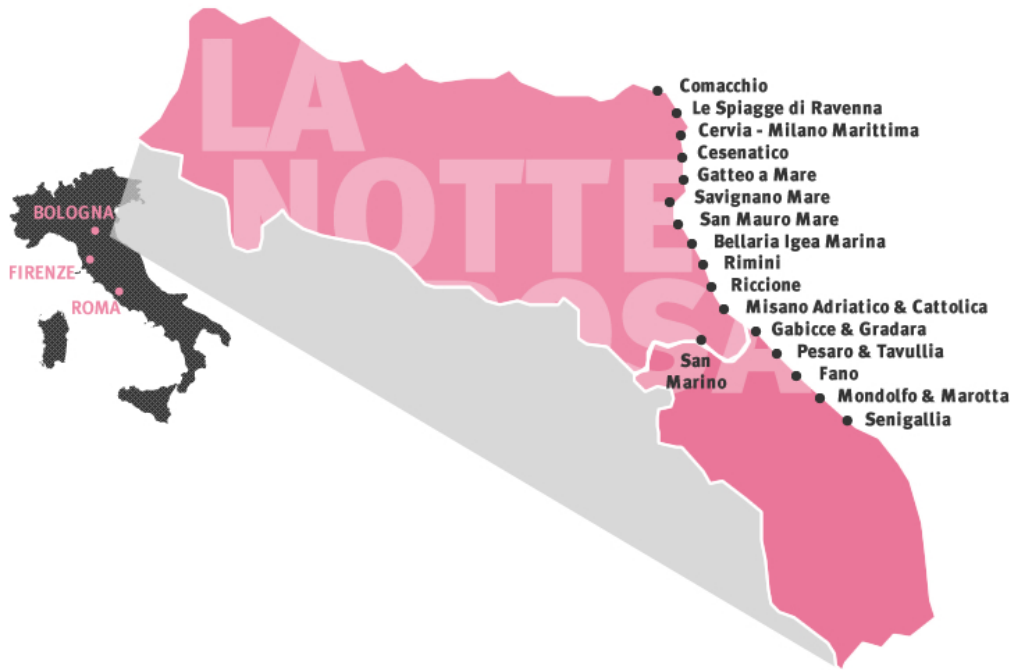 LA
NOTTE
ROSA
Comacchio
Le Spiagge di Ravenna
Cervia - Milano Marittima
Cesenatico
Gatteo a Mare
Savignano Mare
San Mauro Mare
Bellaria Igea Marina
Rimini
Riccione
Misano Adriatico & Cattolica
Gabicce & Gradara
Pesaro & Tavullia
Fano
Mondolfo & Marotta
Senigallia
San
Marino
BOLOGNA
FIRENZE
ROMA